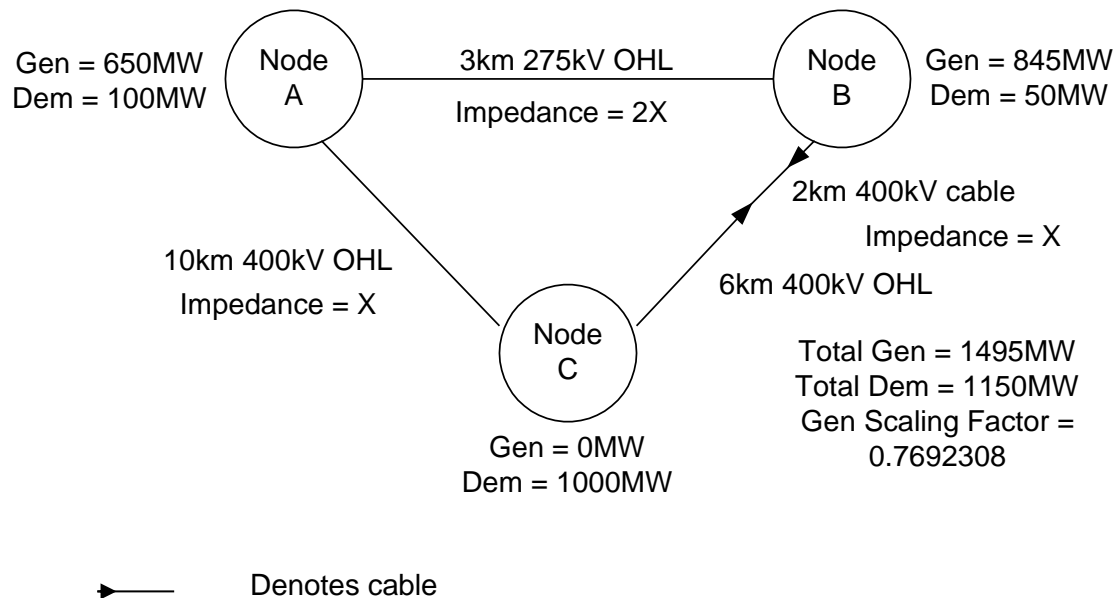 Gen = 650MW
Dem = 100MW
Node
A
3km 275kV OHL
Impedance = 2X
Node
B
Gen = 845MW
Dem = 50MW
2km 400kV cable
Impedance = X
10km 400kV OHL
Impedance = X
6km 400kV OHL
Node
C
Gen = 0MW
Dem = 1000MW
Total Gen = 1495MW
Total Dem = 1150MW
Gen Scaling Factor =
0.7692308
Denotes cable